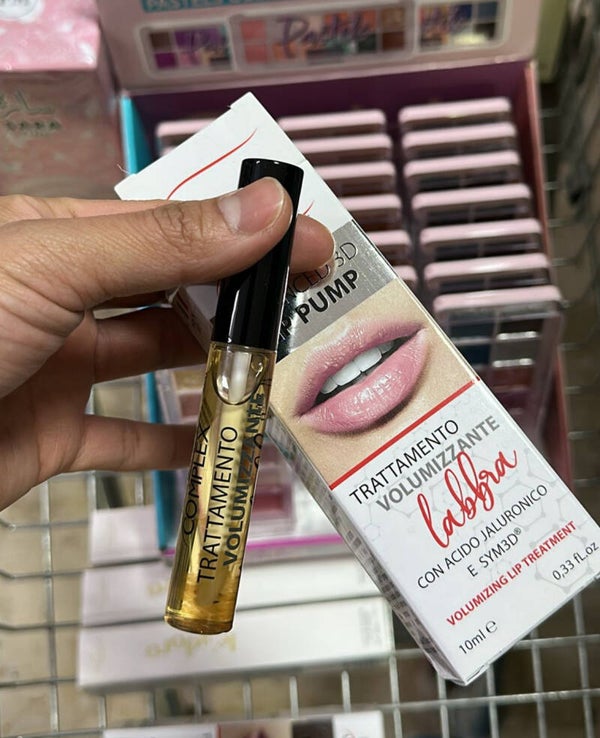 Pastels
PUMP
TRATTAMENTO
VOLUMIZZANTE
labbra
CON ACIDO JALURONICO
E SYM3D®
VOLUMIZING LIP TREATMENT
10ml e
0,33 fl.oz
COMPLEX
TRATTAMENTO
VOLUMIZZANTE